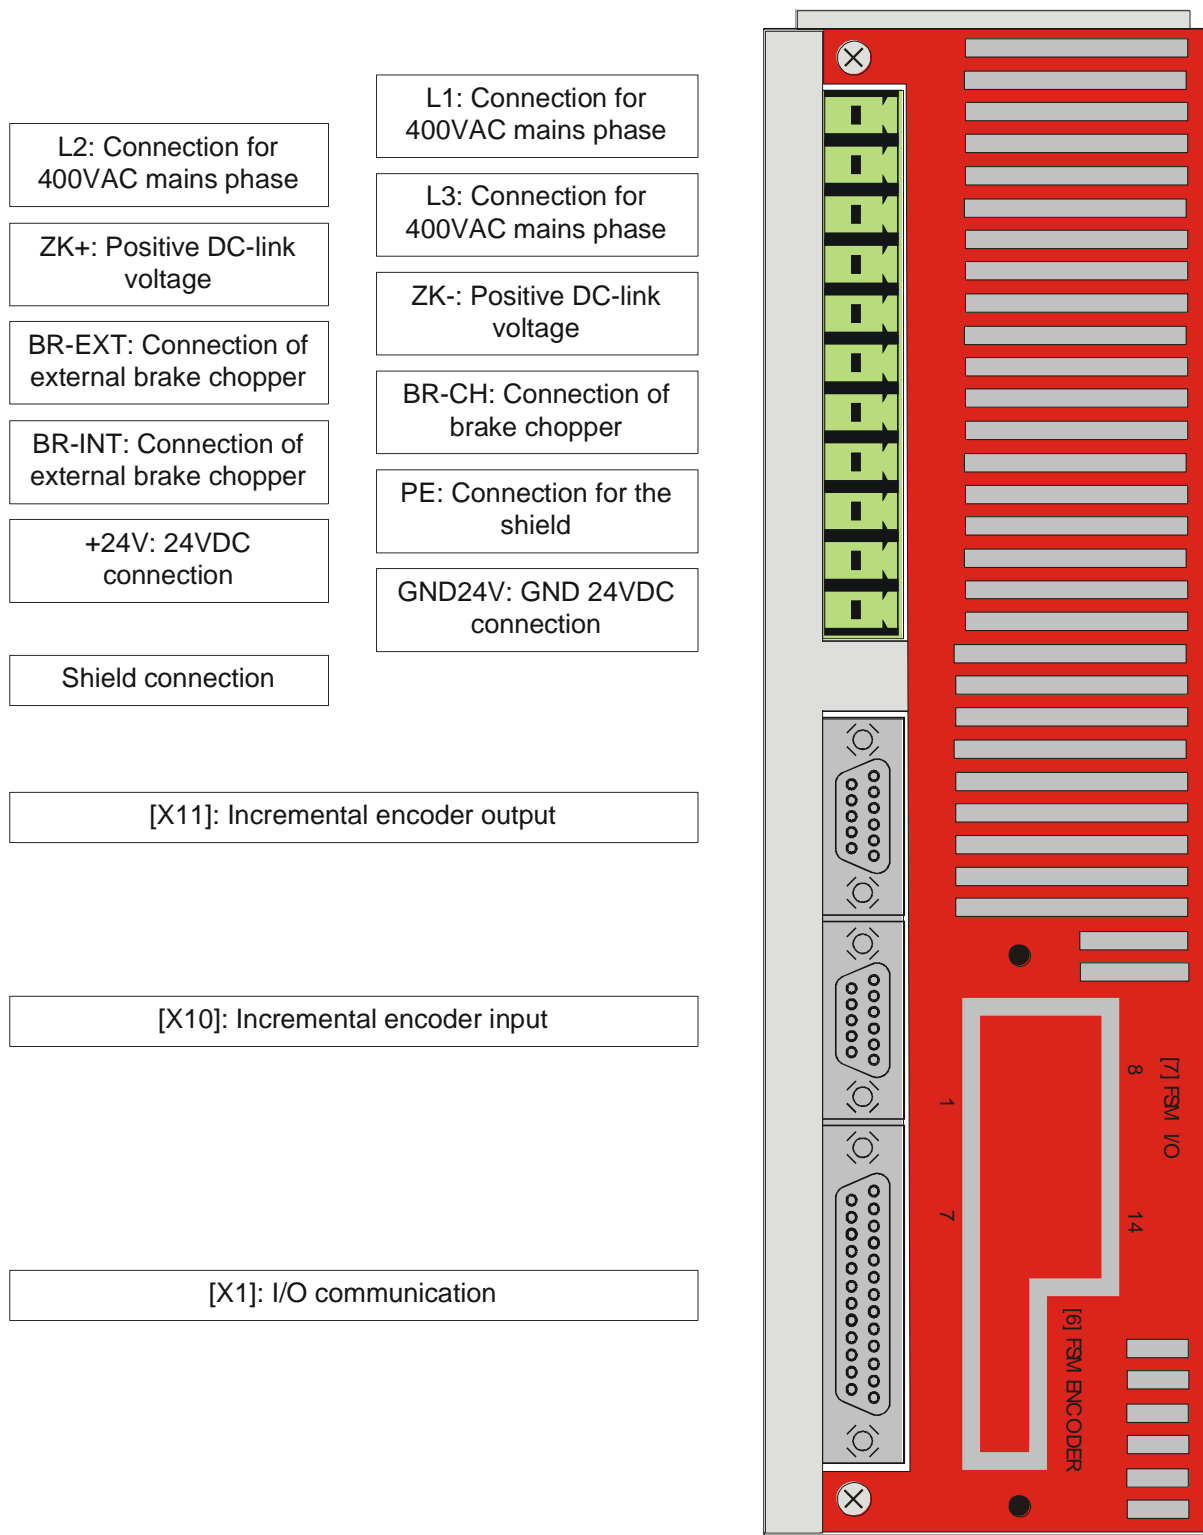 L1: Connection for
400VAC mains phase
L2: Connection for
400VAC mains phase
L3: Connection for
400VAC mains phase
ZK+: Positive DC-link
voltage
ZK-: Positive DC-link
voltage
BR-EXT: Connection of
external brake chopper
BR-CH: Connection of
brake chopper
BR-INT: Connection of
external brake chopper
PE: Connection for the
shield
+24V: 24VDC
connection
GND24V: GND 24VDC
connection
Shield connection
[X11]: Incremental encoder output
[X10]: Incremental encoder input
[X1]: I/O communication
[7] FSM I/O
8
1
14
7
[6] FSM ENCODER